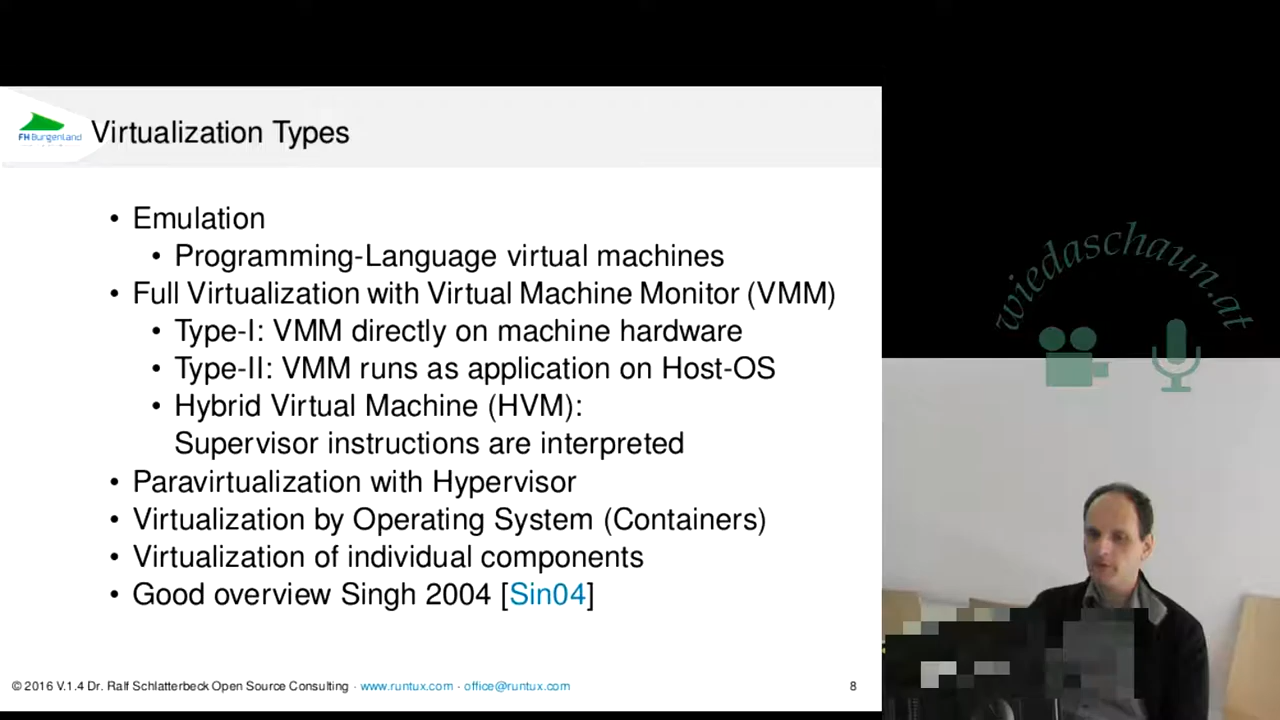 FH Burgenland
Virtualization Types
• Emulation
• Programming-Language virtual machines
• Full Virtualization with Virtual Machine Monitor (VMM)
• Type-I: VMM directly on machine hardware
• Type-II: VMM runs as application on Host-OS
• Hybrid Virtual Machine (HVM):
Supervisor instructions are interpreted
• Paravirtualization with Hypervisor
• Virtualization by Operating System (Containers)
• Virtualization of individual components
• Good overview Singh 2004 [Sin04]
© 2016 V.1.4 Dr. Ralf Schlatterbeck Open Source Consulting · www.runtux.com · office@runtux.com
8
wiedaschaun.at